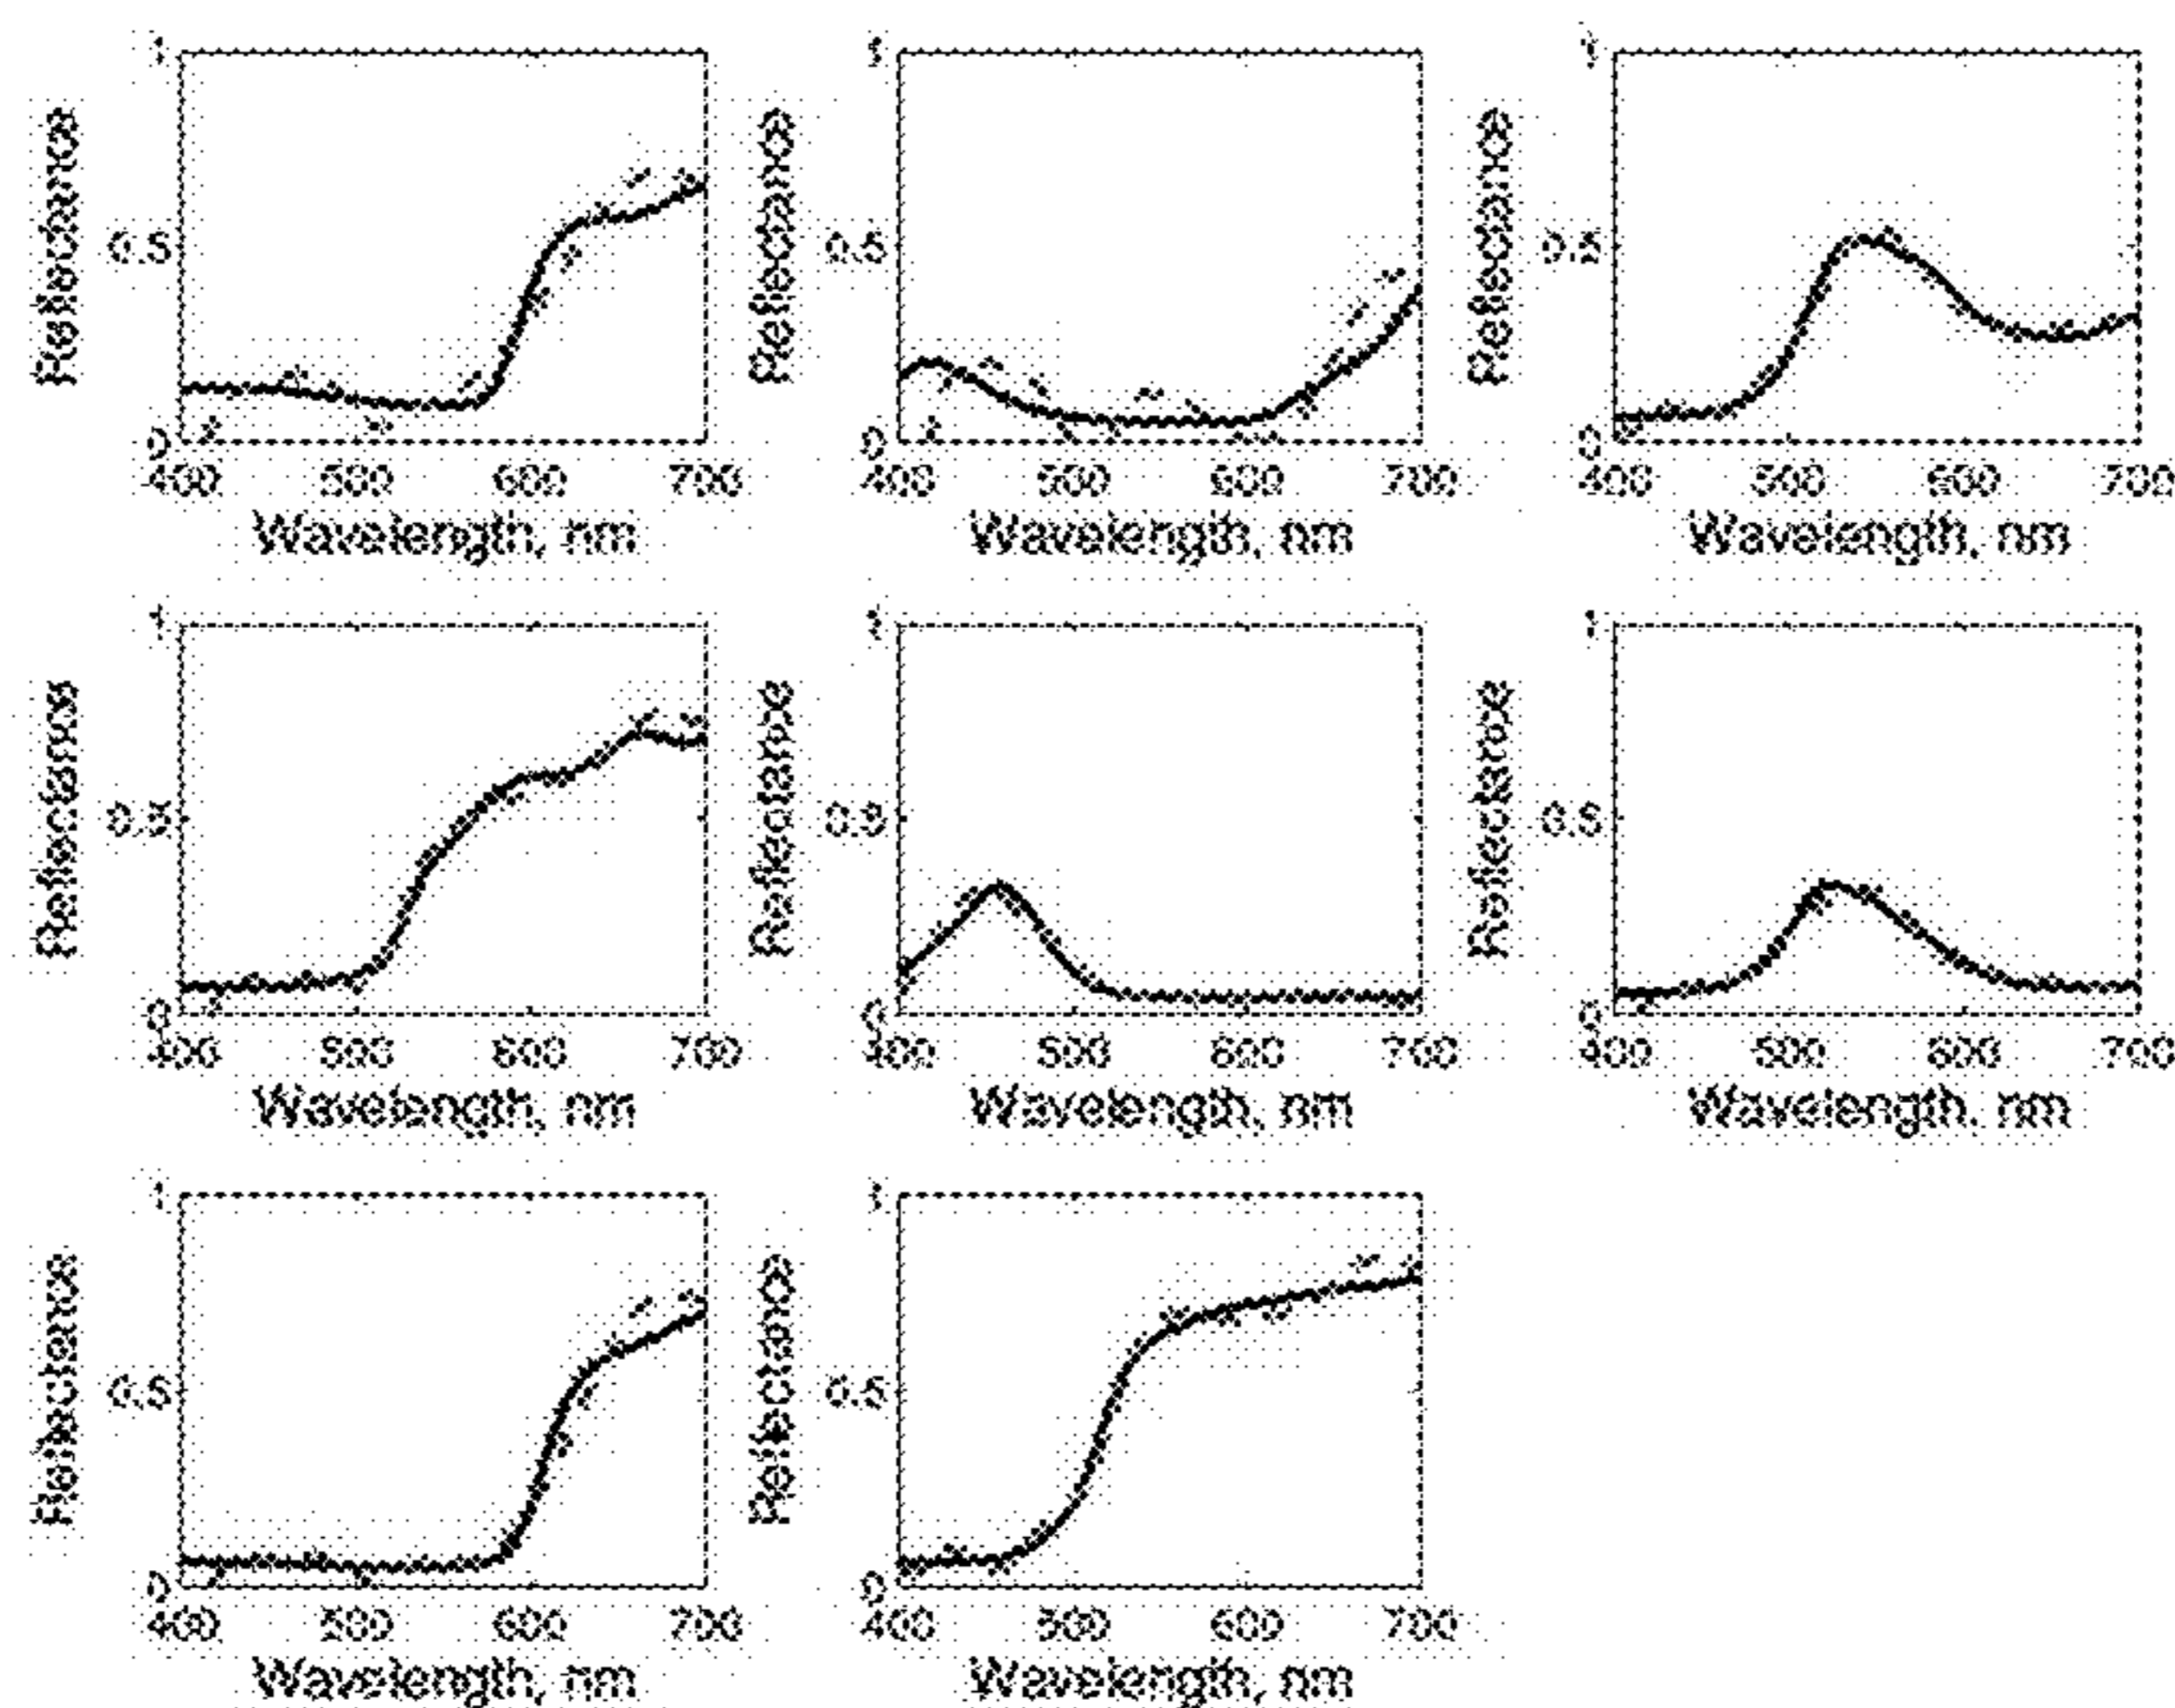 1 1 1
Reflectance Reflectance Reflectance
0.5 0.5 0.5
0 0 0
400 500 600 700 400 500 600 700 400 500 600 700
Wavelength, nm Wavelength, nm Wavelength, nm
1 1 1
Reflectance Reflectance Reflectance
0.5 0.5 0.5
0 0 0
400 500 600 700 400 500 600 700 400 500 600 700
Wavelength, nm Wavelength, nm Wavelength, nm
1 1
Reflectance Reflectance
0.5 0.5
0 0
400 500 600 700 400 500 600 700
Wavelength, nm Wavelength, nm